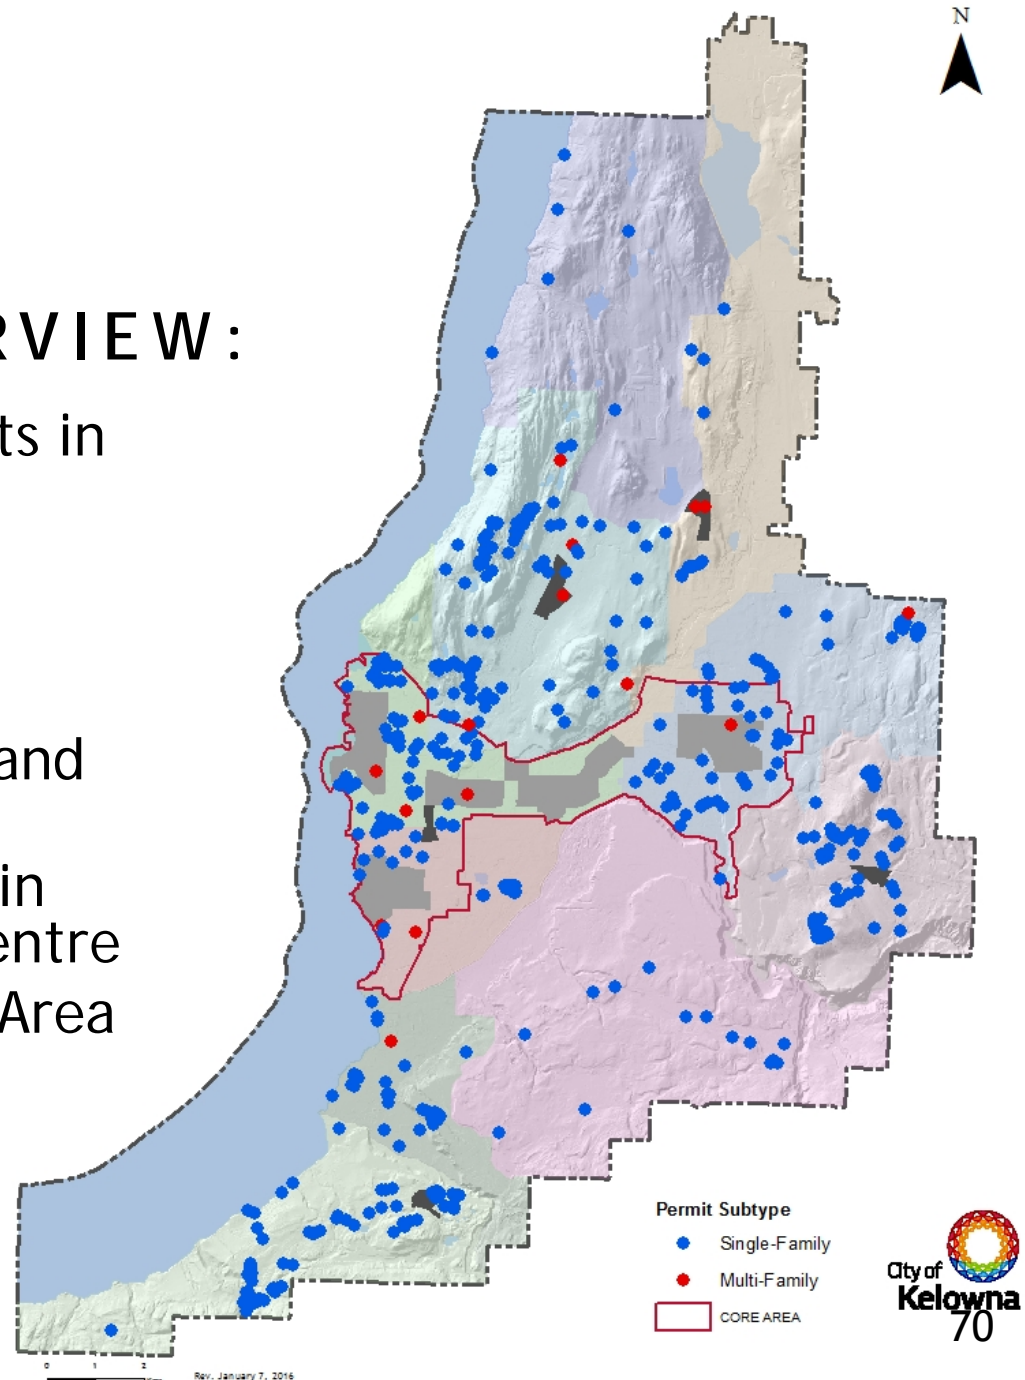 N
RVIEW:
ts in
and
in
entre
Area
Permit Subtype
Single-Family
Multi-Family
CORE AREA
City of
Kelowna
70
0 1 2
Rev. January 7, 2016